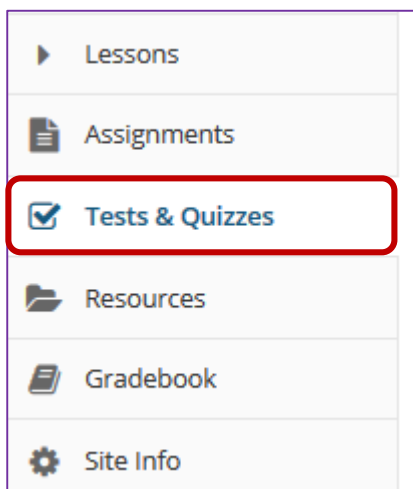 Lessons
Assignments
Tests & Quizzes
Resources
Gradebook
Site Info